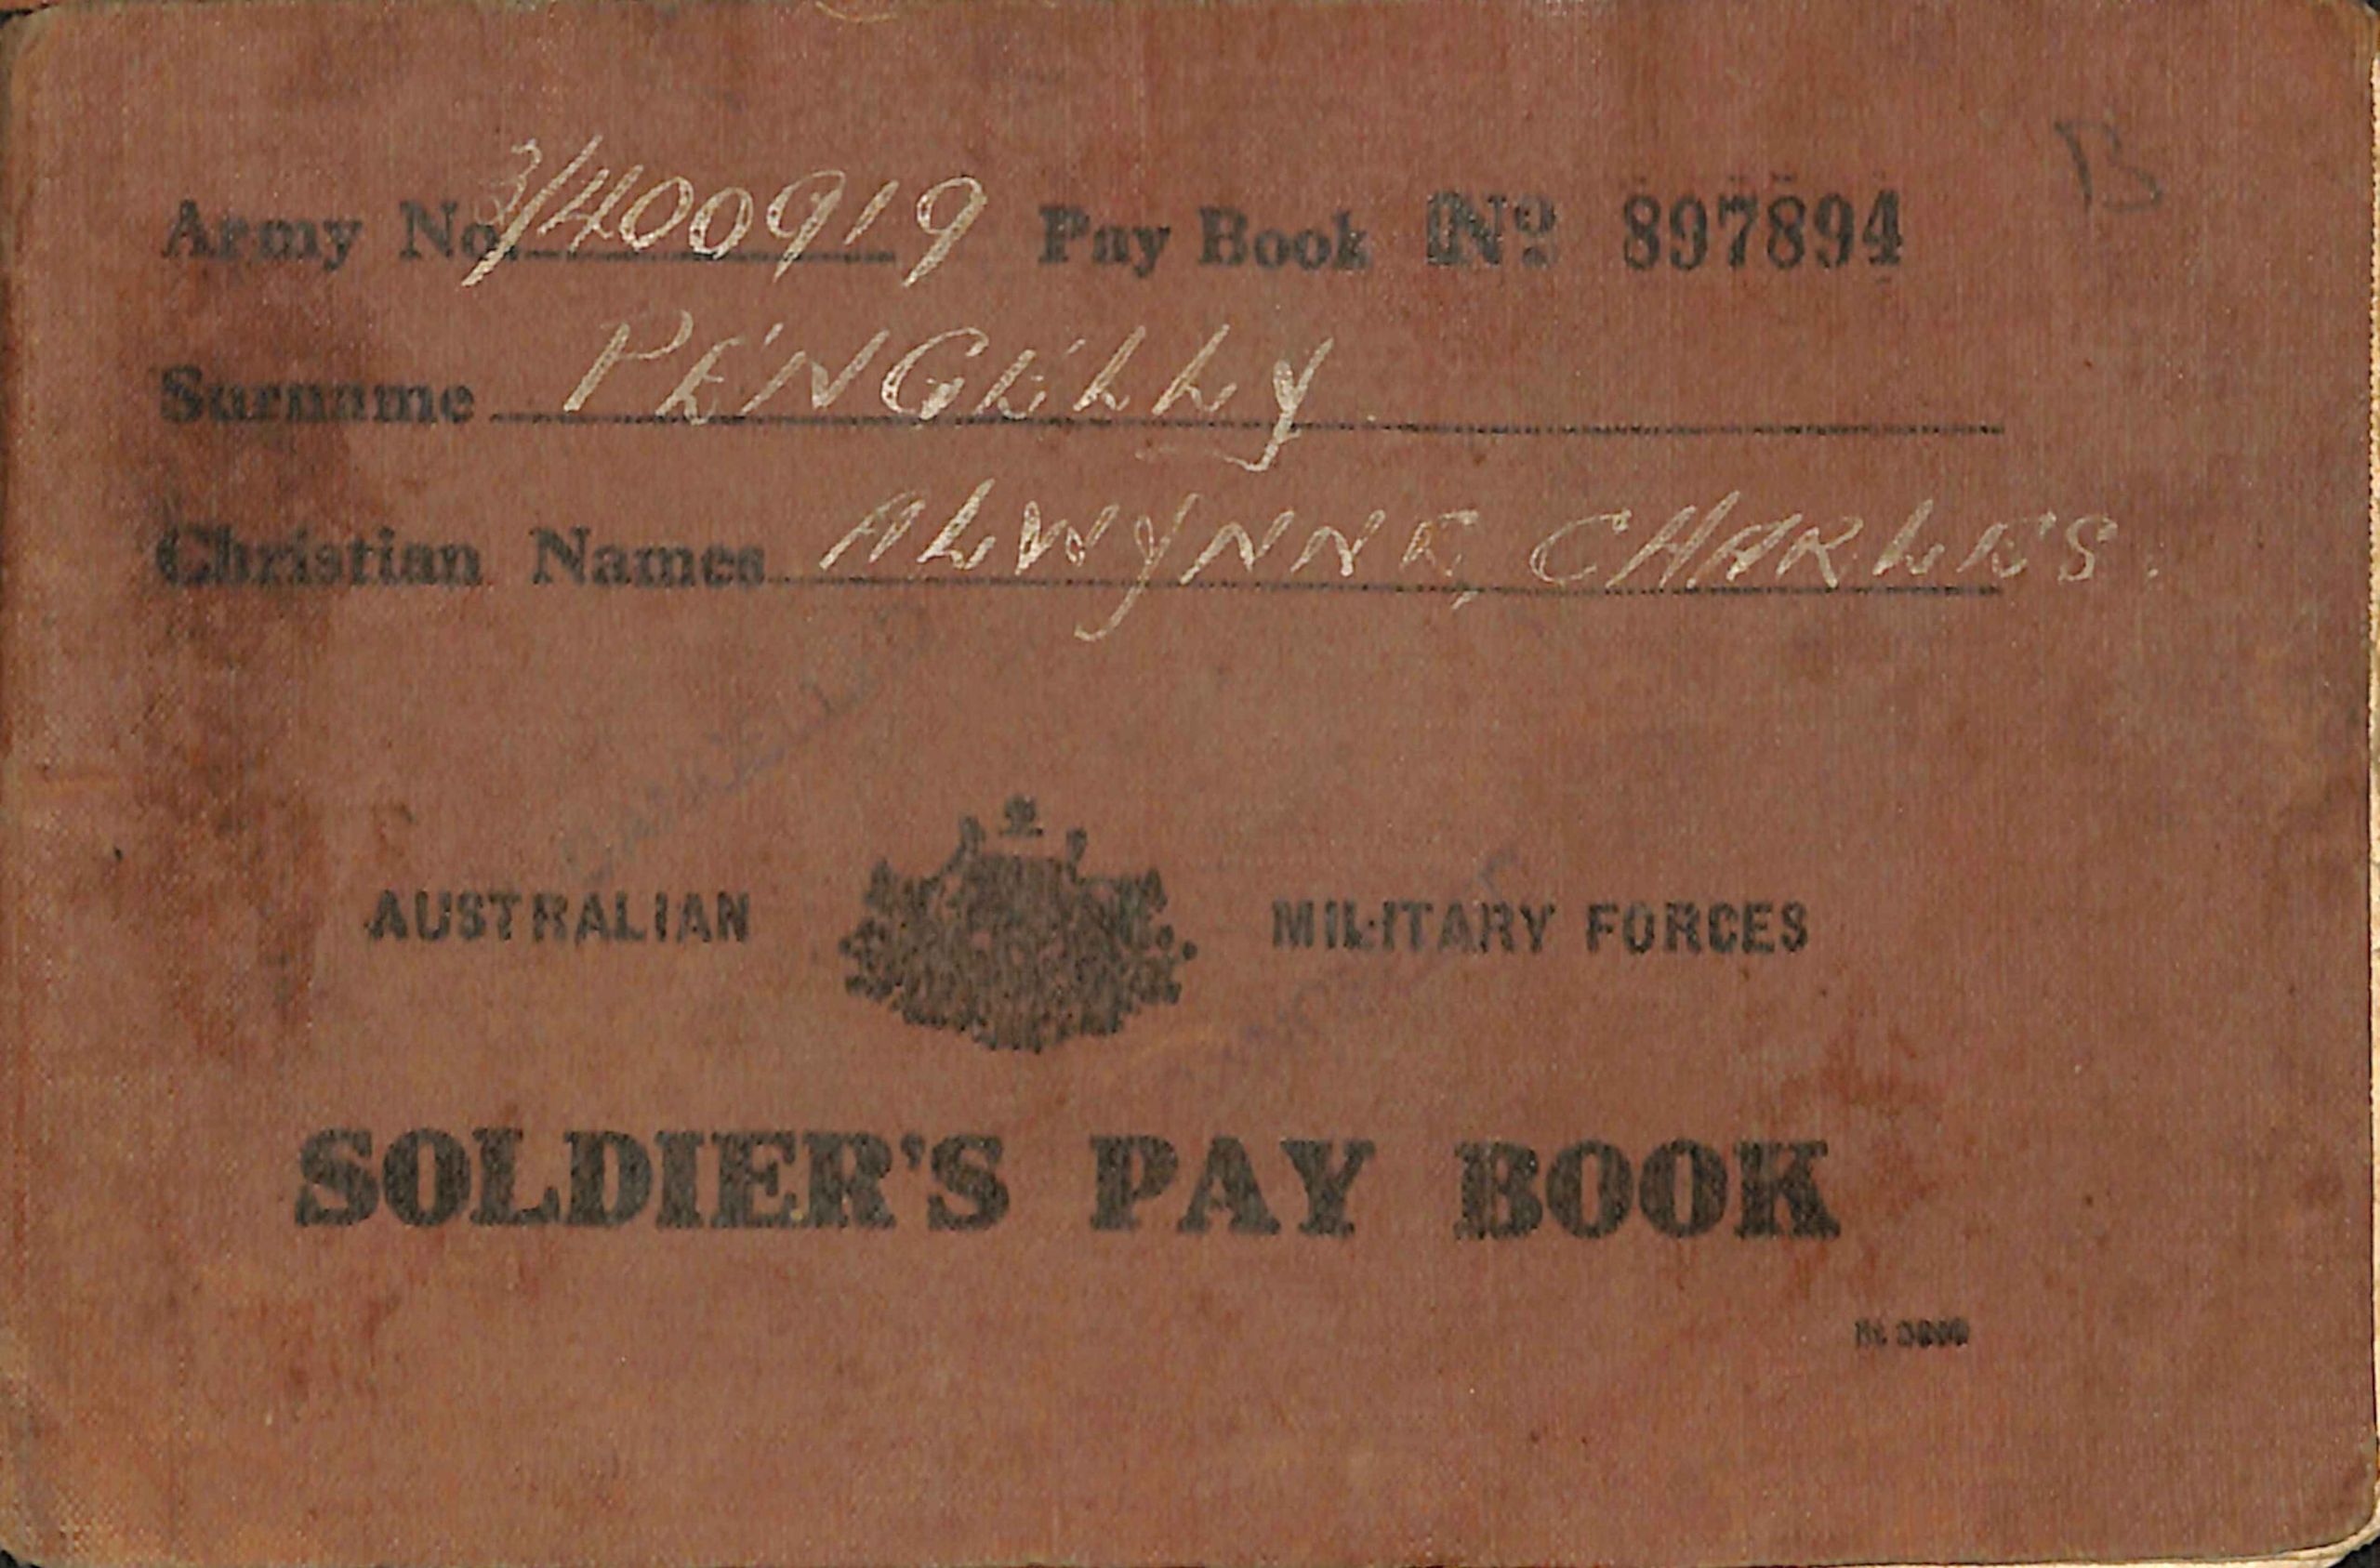 B
Army No. 3/400919 Pay Book No 897894
Surname PENGELLY
Christian Names ALWYNNE, CHARLES.
AUSTRALIAN MILITARY FORCES
SOLDIER'S PAY BOOK